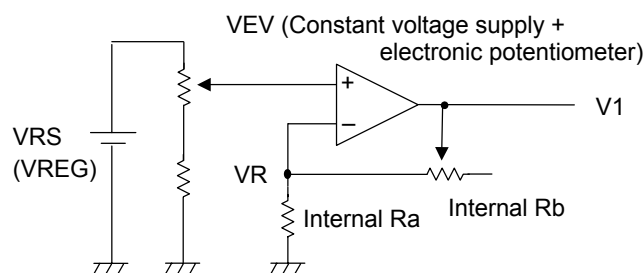 VEV (Constant voltage supply +
electronic potentiometer)
+
−
V1
VRS
(VREG)
VR
Internal Ra
Internal Rb